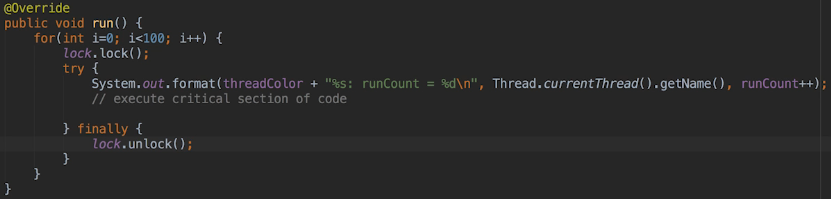 @Override
public void run() {
    for(int i=0; i<100; i++) {
        lock.lock();
        try {
            System.out.format(threadColor + "%s: runCount = %d\n", Thread.currentThread().getName(), runCount++);
            // execute critical section of code
        } finally {
            lock.unlock();
        }
    }
}